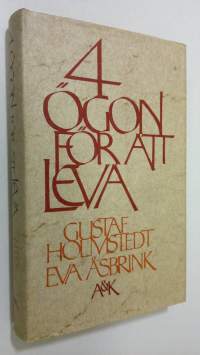 4
ÖGON
FÖR ATT
LEVA
GUSTAF
HOLMSTEDT
EVA ÅSBRINK
A&K